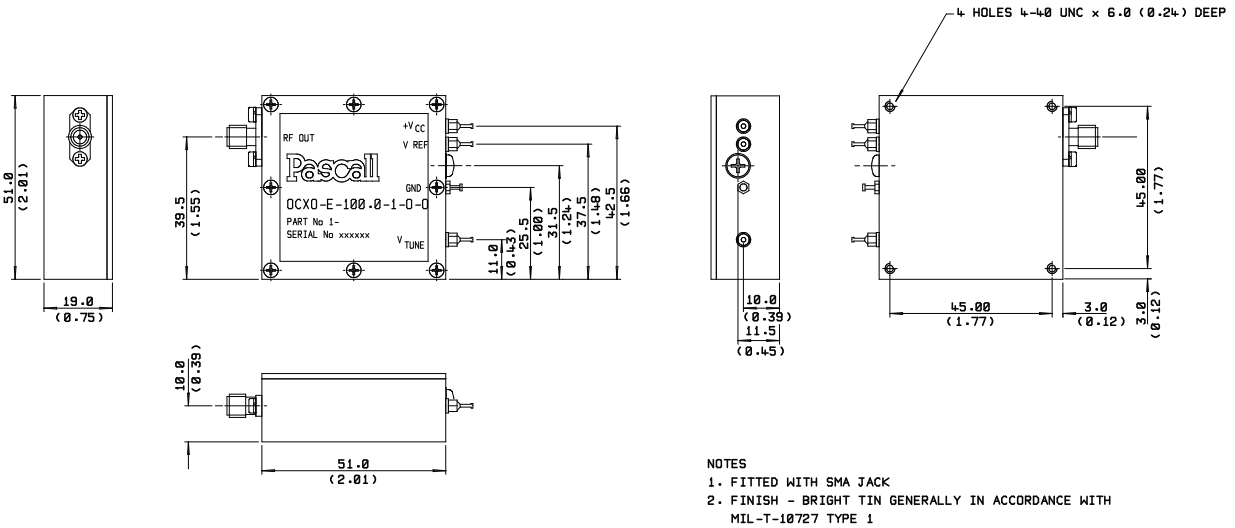 4 HOLES 4-40 UNC x 6.0 (0.24) DEEP
51.0
(2.01)
19.0
(0.75)
39.5
(1.55)
RF OUT
+VCC
V REF
Pascall
GND
OCXO-E-100.0-1-0-0
PART No 1-
SERIAL No xxxxxx
V TUNE
11.0
(0.43)
25.5
(1.00)
31.5
(1.24)
37.5
(1.48)
42.5
(1.66)
10.0
(0.39)
11.5
(0.45)
45.00
(1.77)
45.00
(1.77)
3.0
(0.12)
3.0
(0.12)
10.0
(0.39)
51.0
(2.01)
NOTES
1. FITTED WITH SMA JACK
2. FINISH - BRIGHT TIN GENERALLY IN ACCORDANCE WITH
MIL-T-10727 TYPE 1